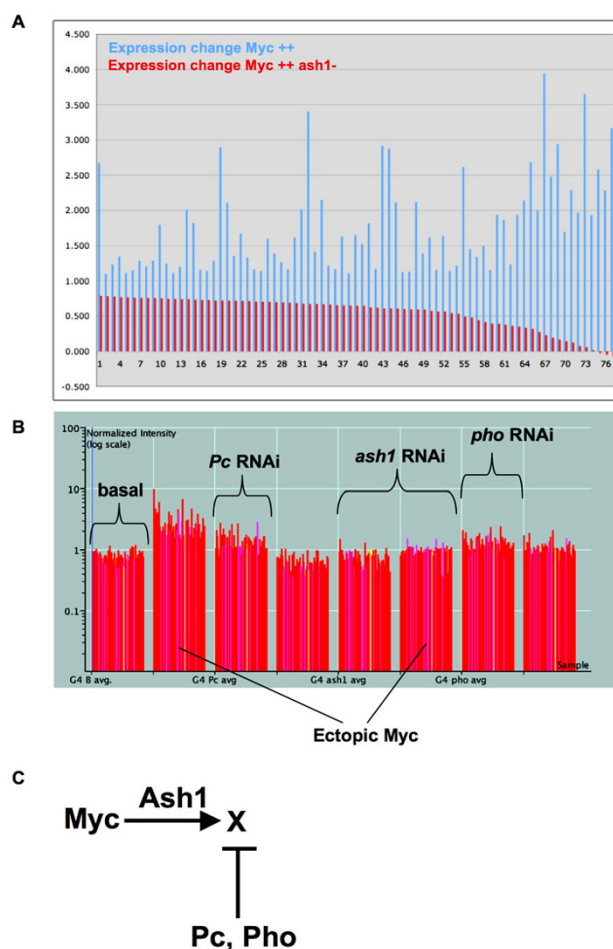 A
4.500
4.000
3.500
3.000
2.500
2.000
1.500
1.000
0.500
0.000
-0.500
Expression change Myc ++
Expression change Myc ++ ash1-
1 4 7 10 13 16 19 22 25 28 31 34 37 40 43 46 49 52 55 58 61 64 67 70 73 76
B
100
10
1
0.1
Normalized Intensity
(log scale)
basal
Pc RNAi
ash1 RNAi
pho RNAi
Sample
G4 B avg. G4 Pc avg G4 ash1 avg G4 pho avg
Ectopic Myc
C
Ash1
Myc X
Pc, Pho